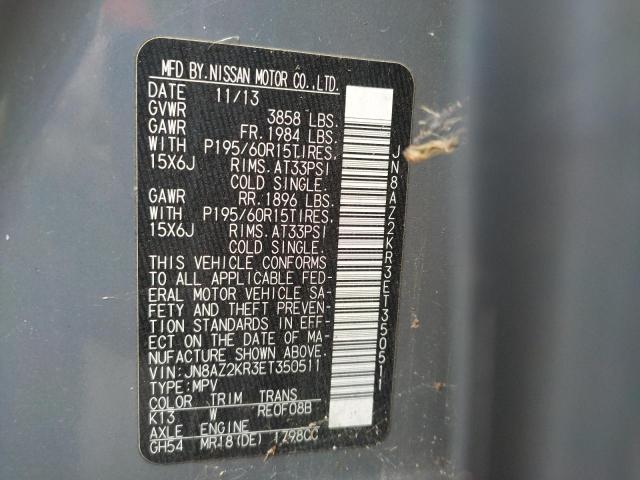 MFD BY.NISSAN MOTOR CO.,LTD.
DATE 11/13
GVWR 3858 LBS.
GAWR FR.1984 LBS.
WITH P195/60R15TIRES.
15X6J RIMS.AT33PSI
COLD SINGLE.
GAWR RR.1896 LBS.
WITH P195/60R15TIRES.
15X6J RIMS.AT33PSI
COLD SINGLE.
THIS VEHICLE CONFORMS
TO ALL APPLICABLE FED-
ERAL MOTOR VEHICLE SA-
FETY AND THEFT PREVEN-
TION STANDARDS IN EFF-
ECT ON THE DATE OF MA-
NUFACTURE SHOWN ABOVE.
VIN:JN8AZ2KR3ET350511
TYPE:MPV
COLOR TRIM TRANS
K13 W RE0F08B
AXLE ENGINE
GH54 MR18(DE) 1798CC
JN8AZ2KR3ET350511